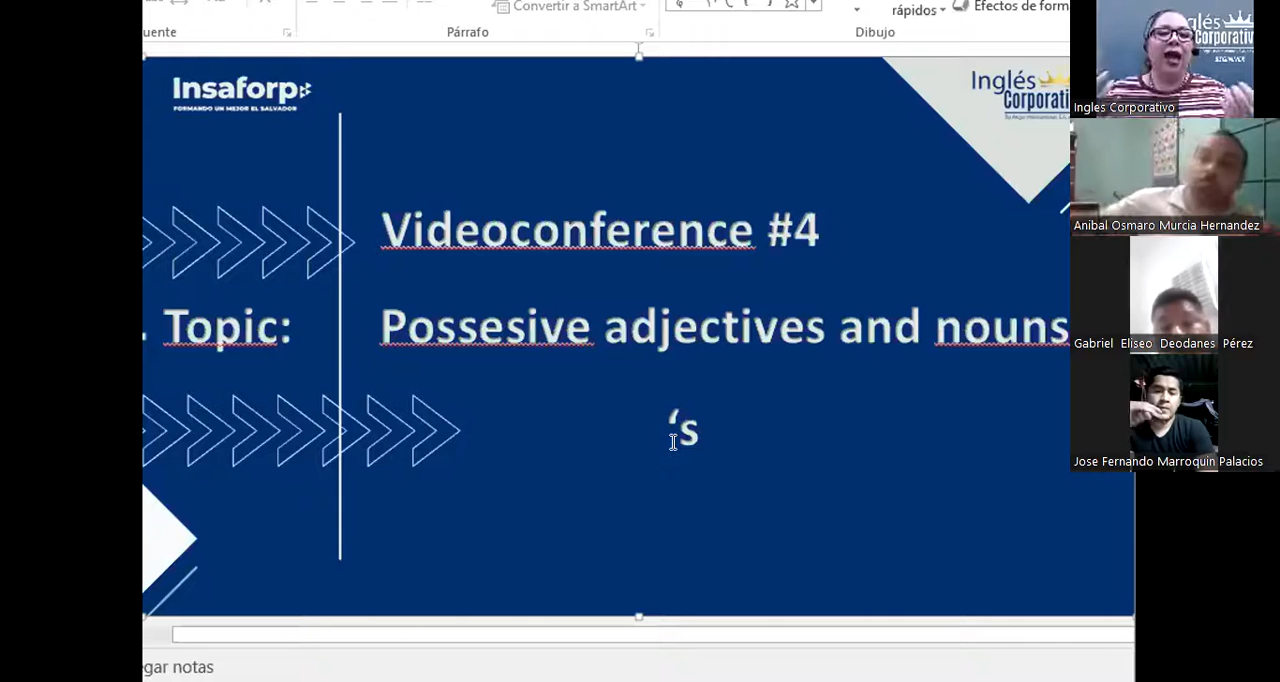 Convertir a SmartArt
rápidos
Efectos de form
uente
Párrafo
Dibujo
Insaforp
FORMANDO UN MEJOR EL SALVADOR
Inglés
Corporati
Videoconference #4
Topic:
Possesive adjectives and nouns
‘s
gar notas
glés
Corporativ
Ingles Corporativo
Anibal Osmaro Murcia Hernandez
Gabriel Eliseo Deodanes Pérez
Jose Fernando Marroquin Palacios